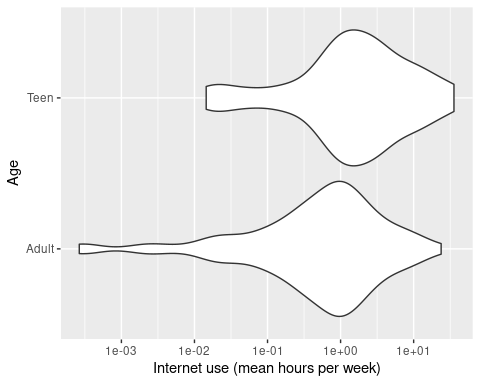 Teen
Age
Adult
1e-03 1e-02 1e-01 1e+00 1e+01
Internet use (mean hours per week)